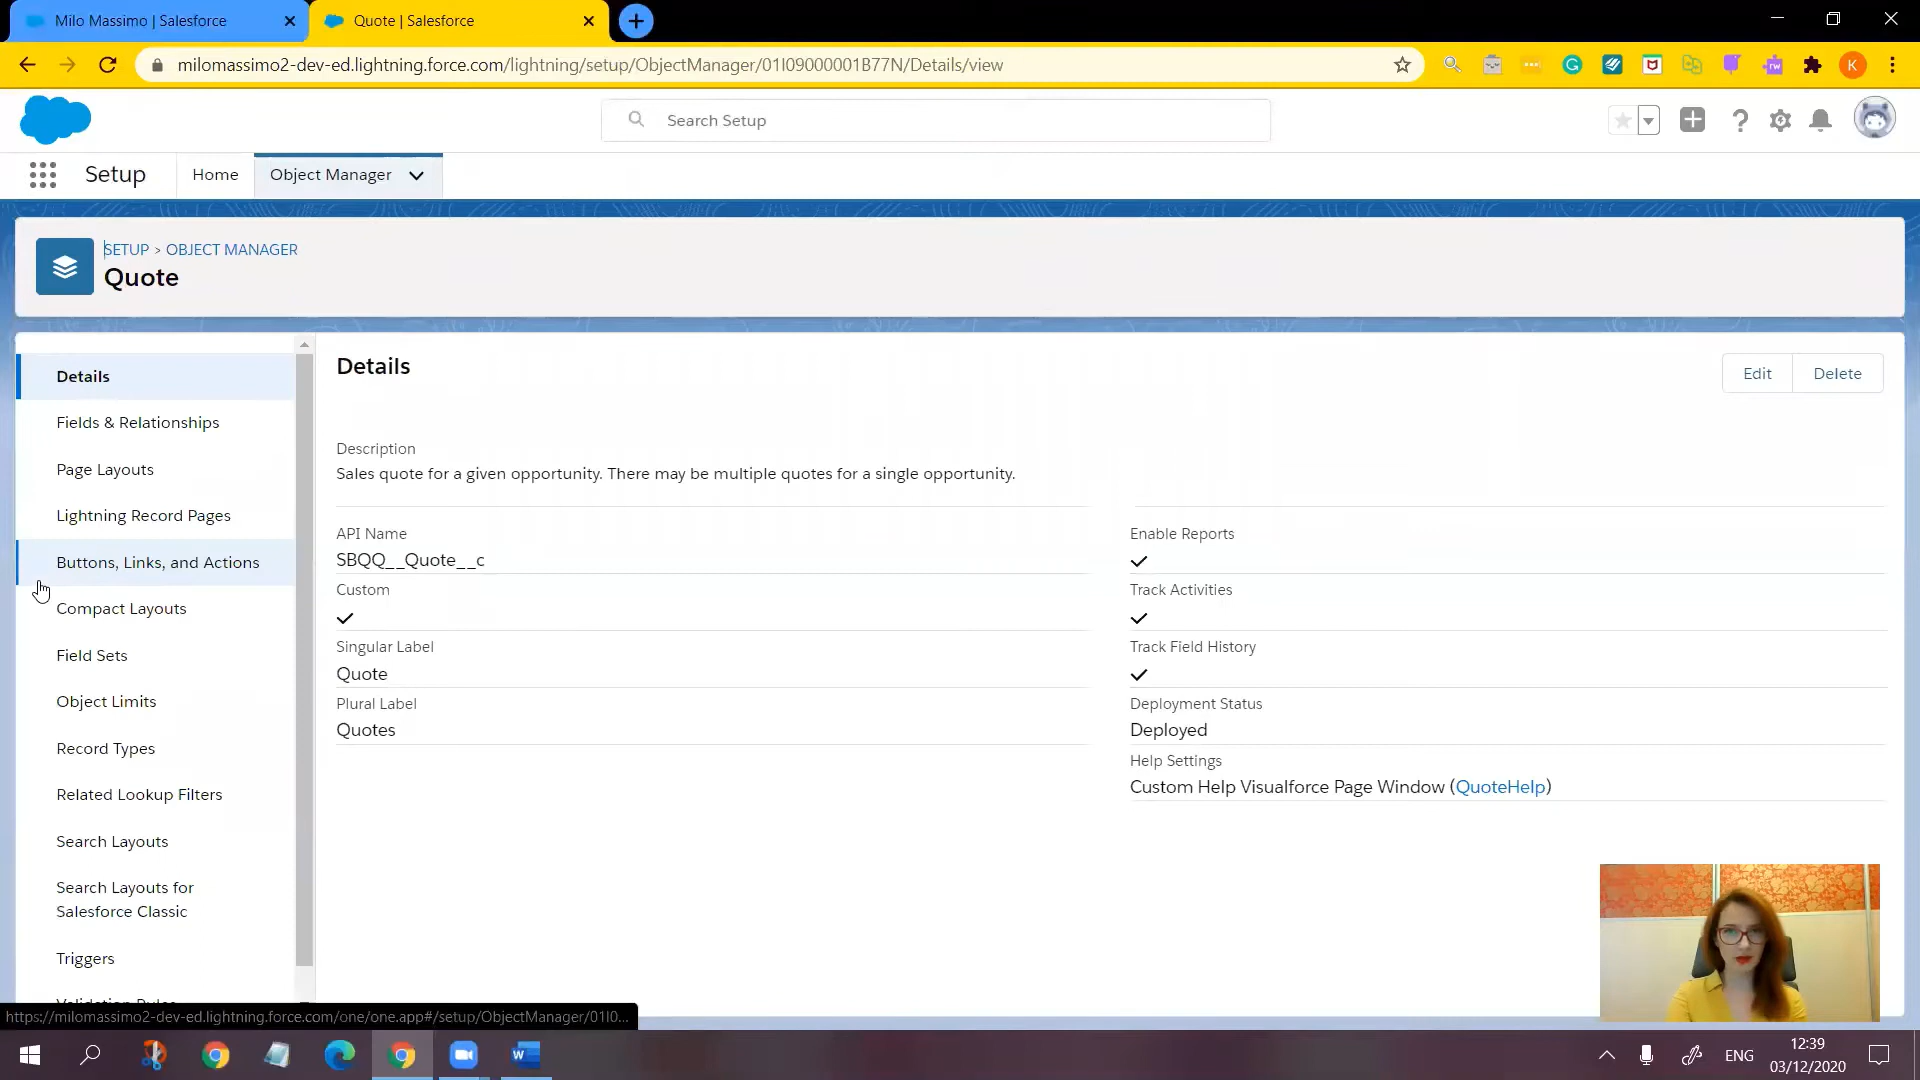 Milo Massimo | Salesforce
Quote | Salesforce
milomassimo2-dev-ed.lightning.force.com/lightning/setup/ObjectManager/01I09000001B77N/Details/view
K
Search Setup
Setup
Home
Object Manager
SETUP > OBJECT MANAGER
Quote
Details
Fields & Relationships
Page Layouts
Lightning Record Pages
Buttons, Links, and Actions
Compact Layouts
Field Sets
Object Limits
Record Types
Related Lookup Filters
Search Layouts
Search Layouts for
Salesforce Classic
Triggers
Validation Rules
Details
Edit
Delete
Description
Sales quote for a given opportunity. There may be multiple quotes for a single opportunity.
API Name
SBQQ__Quote__c
Custom
Singular Label
Quote
Plural Label
Quotes
Enable Reports
Track Activities
Track Field History
Deployment Status
Deployed
Help Settings
Custom Help Visualforce Page Window (QuoteHelp)
https://milomassimo2-dev-ed.lightning.force.com/one/one.app#/setup/ObjectManager/01I0...
ENG
12:39
03/12/2020